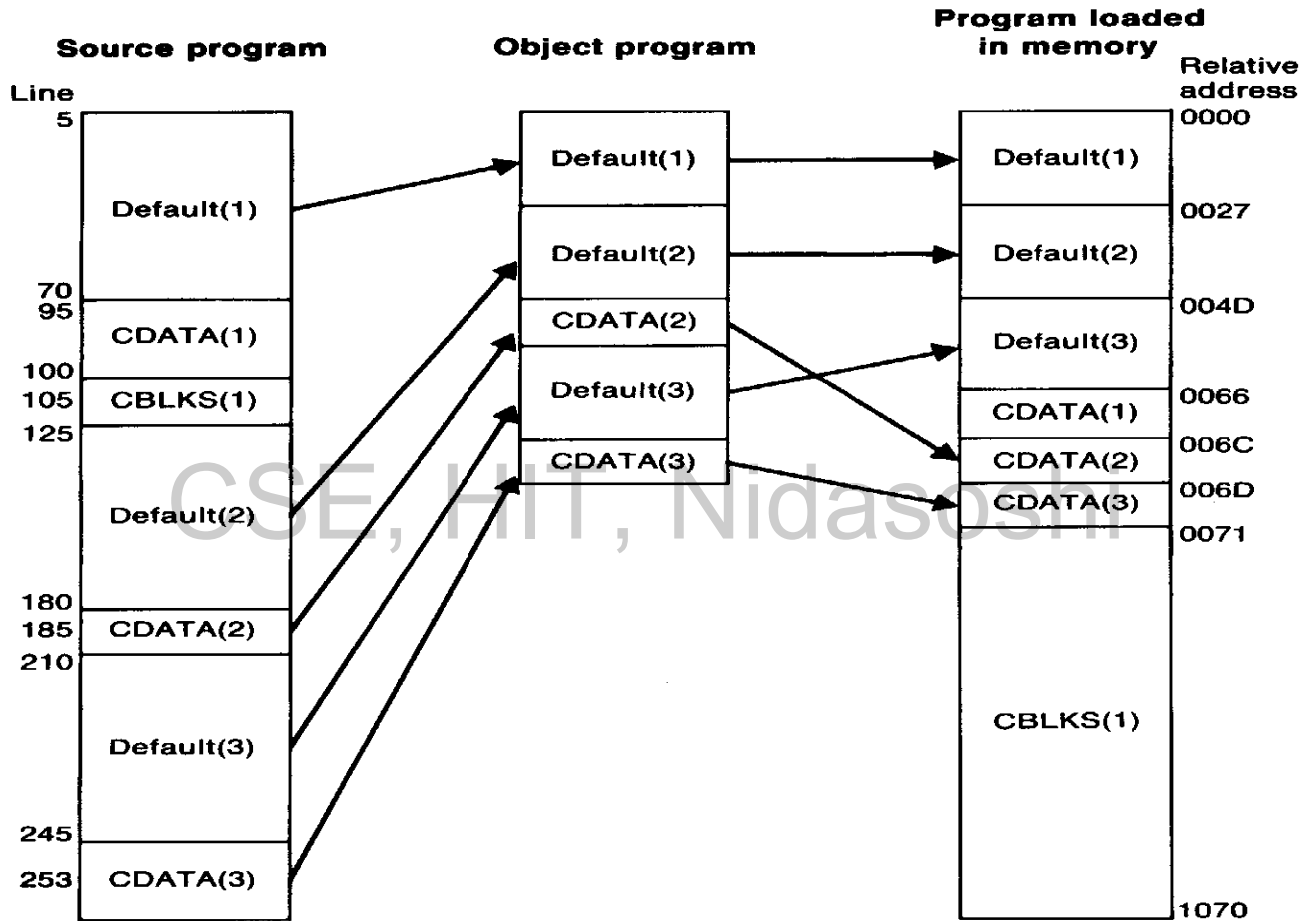 Source program
Line
5
Default(1)
70
95
CDATA(1)
100
105
CBLKS(1)
125
Default(2)
180
185
CDATA(2)
210
Default(3)
245
253
CDATA(3)
Object program
Default(1)
Default(2)
CDATA(2)
Default(3)
CDATA(3)
Program loaded
in memory
Relative
address
0000
Default(1)
0027
Default(2)
004D
Default(3)
0066
CDATA(1)
006C
CDATA(2)
006D
CDATA(3)
0071
CBLKS(1)
1070
CSE, HIT, Nidasoshi